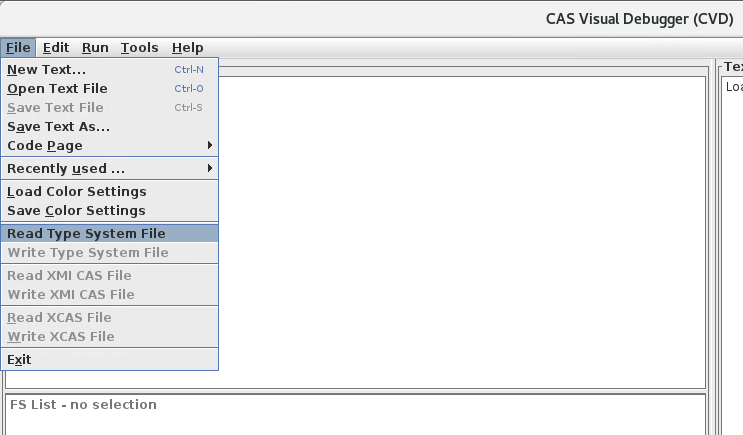 CAS Visual Debugger (CVD)
File Edit Run Tools Help
New Text... Ctrl-N
Open Text File Ctrl-O
Save Text File Ctrl-S
Save Text As...
Code Page
Recently used ...
Load Color Settings
Save Color Settings
Read Type System File
Write Type System File
Read XMI CAS File
Write XMI CAS File
Read XCAS File
Write XCAS File
Exit
FS List - no selection
Tex
Loa